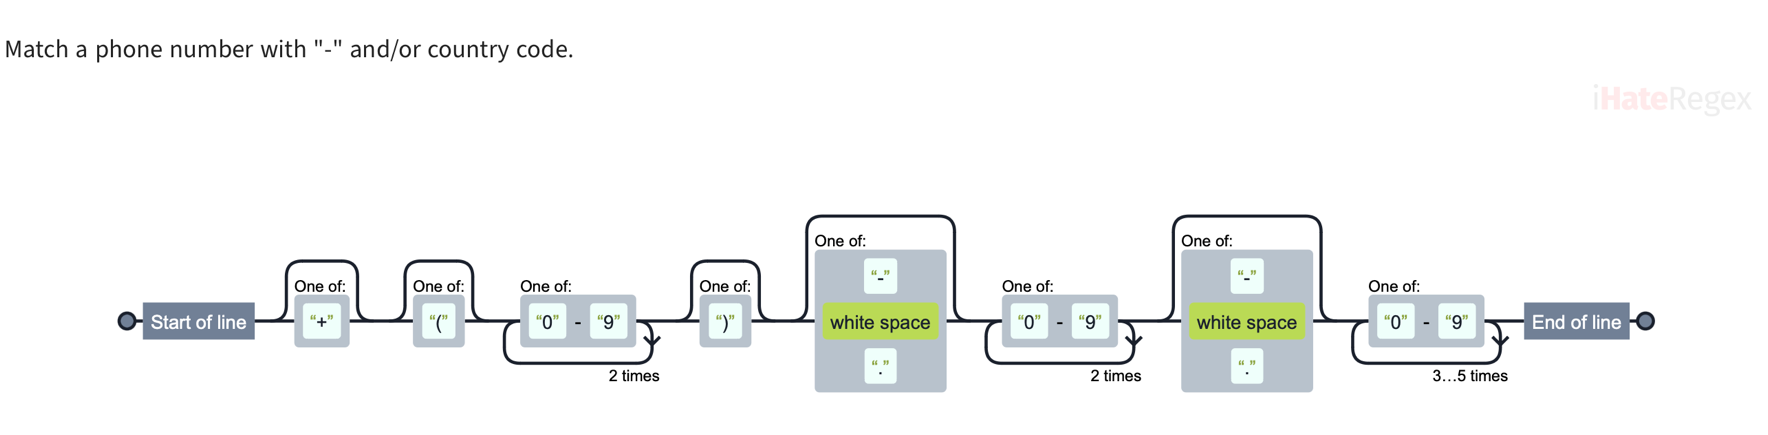 Match a phone number with "-" and/or country code.
iHateRegex
One of: One of:
One of: One of: One of: “-” One of: One of: “-” One of:
Start of line “+” “(” “0” - “9” “)” white space “0” - “9” white space “0” - “9” End of line
“.” “.”
2 times 2 times 3...5 times